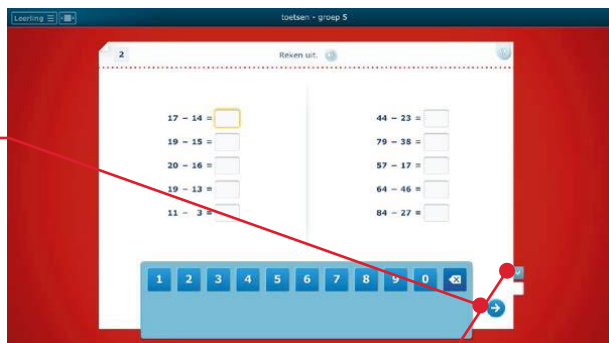 Leerling
toetsen - groep 5
2
Reken uit.
17 - 14 =
19 - 15 =
20 - 16 =
19 - 13 =
11 - 3 =
44 - 23 =
79 - 38 =
57 - 17 =
64 - 46 =
84 - 27 =
1 2 3 4 5 6 7 8 9 0